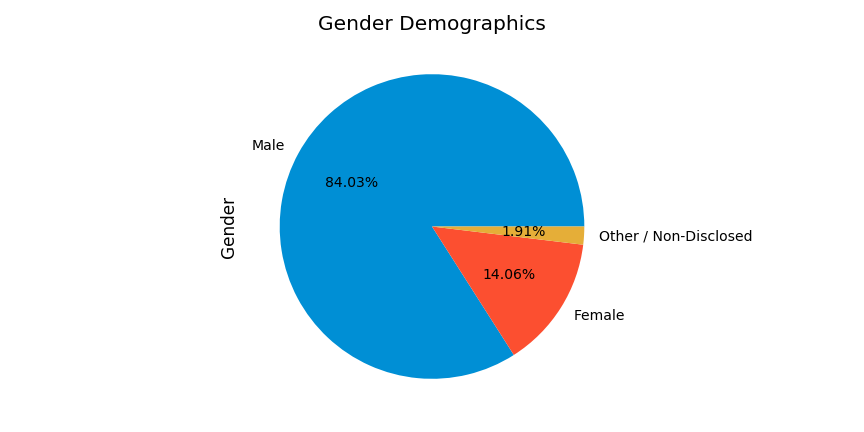 Gender Demographics
Male
84.03%
Gender
1.91%
Other / Non-Disclosed
14.06%
Female